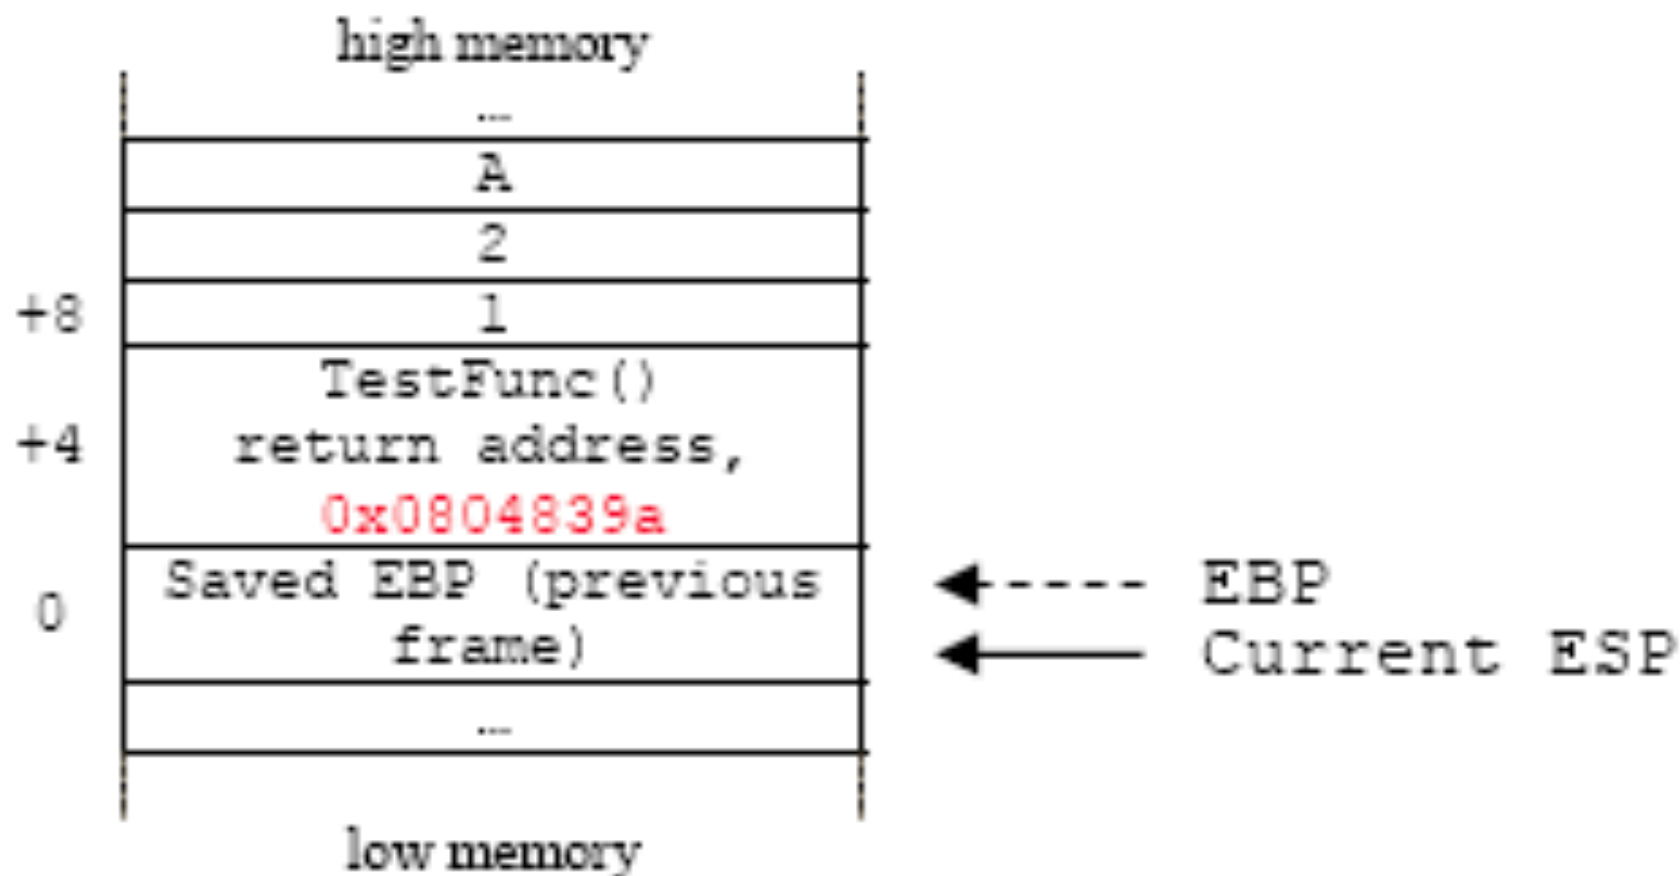 high memory
...
A
2
+8 1
TestFunc()
+4 return address,
0x0804839a
Saved EBP (previous EBP
0 frame) Current ESP
...
low memory